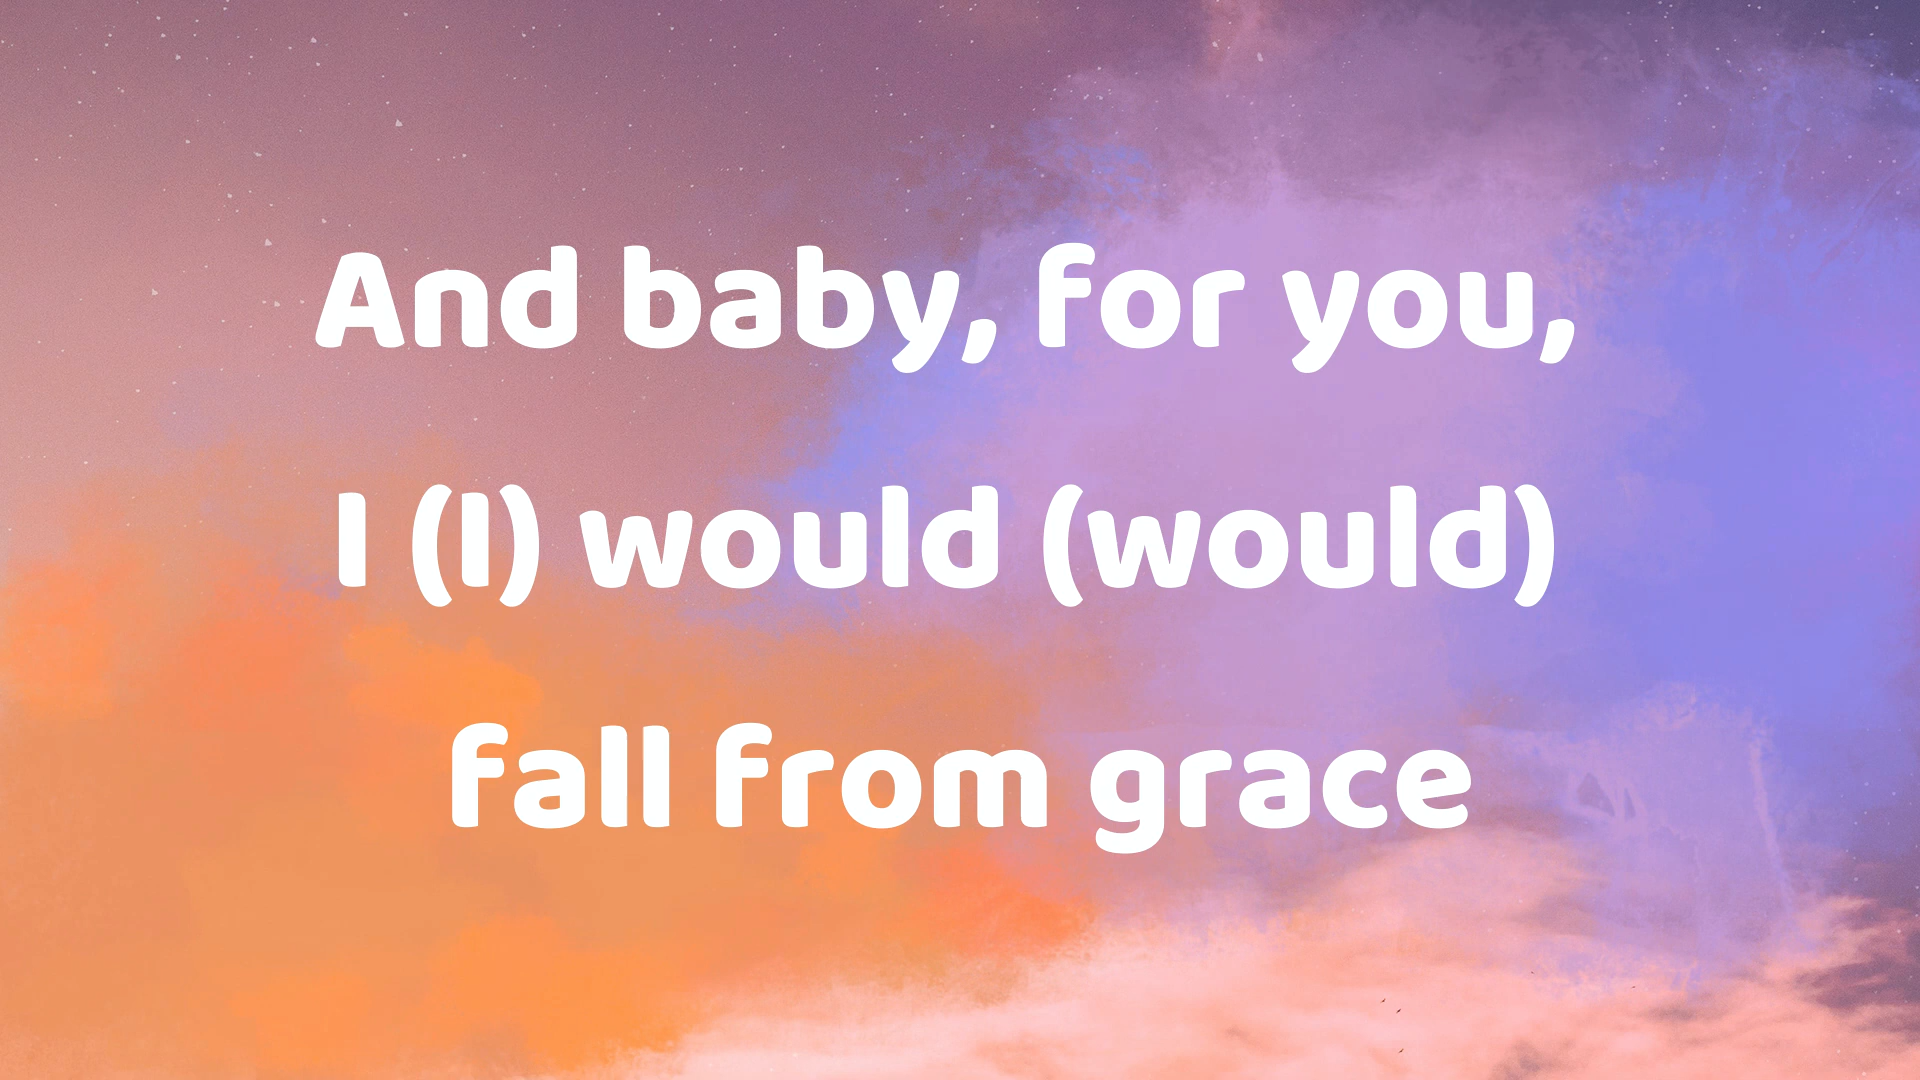 And baby, for you,
I (I) would (would)
fall from grace